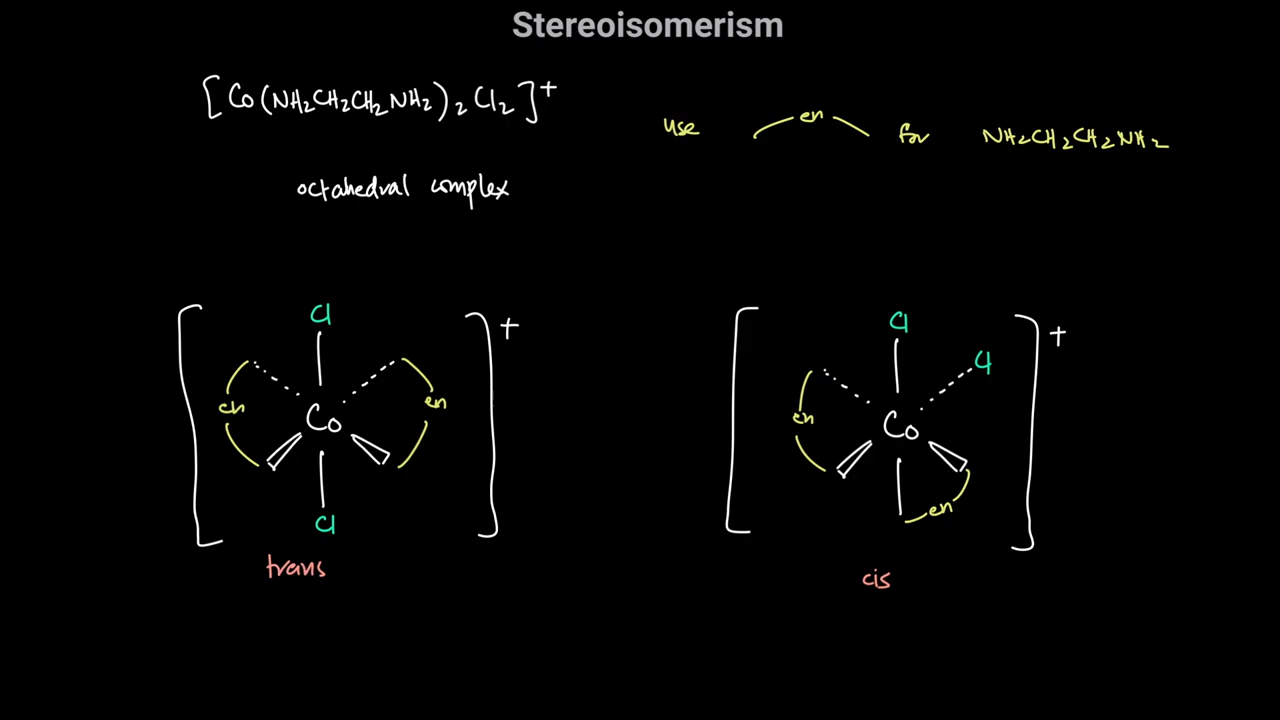 Stereoisomerism
[Co(NH₂CH₂CH₂NH₂)₂Cl₂]⁺
use en for NH₂CH₂CH₂NH₂
octahedral complex
Cl
en Co en
Cl
+
trans
Cl
Cl
en Co
en
+
cis